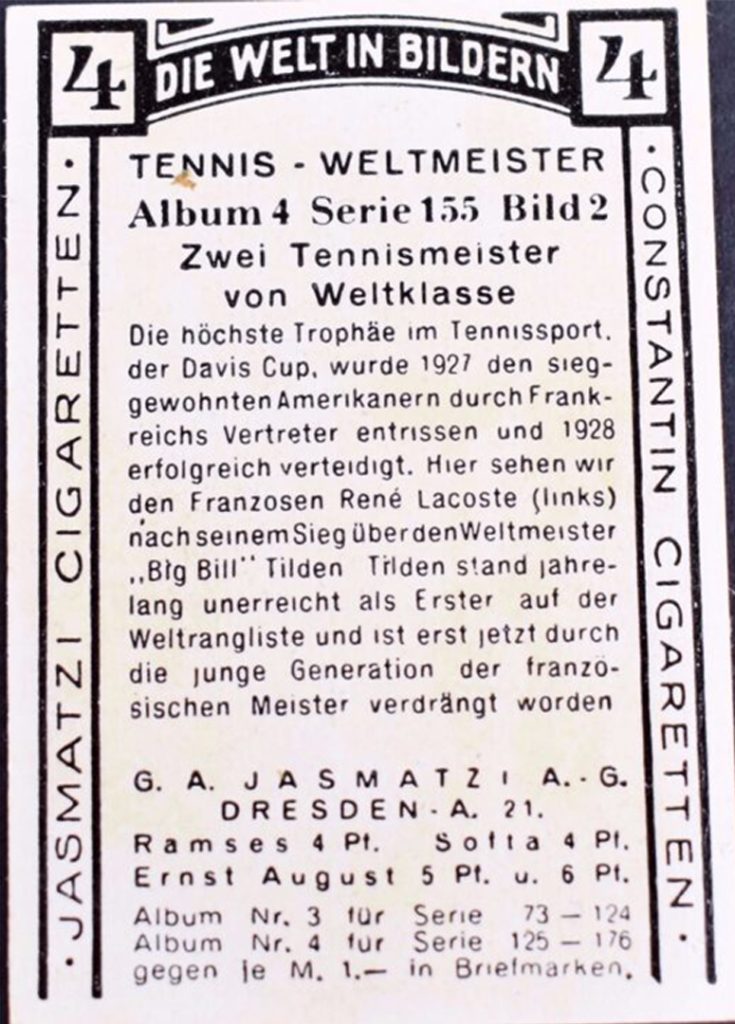 4 DIE WELT IN BILDERN 4
TENNIS - WELTMEISTER
Album 4 Serie 155 Bild 2
Zwei Tennismeister
von Weltklasse
Die höchste Trophäe im Tennissport,
der Davis Cup, wurde 1927 den sieg-
gewohnten Amerikanern durch Frank-
reichs Vertreter entrissen und 1928
erfolgreich verteidigt. Hier sehen wir
den Franzosen René Lacoste (links)
nach seinem Sieg über den Weltmeister
„Big Bill" Tilden Tilden stand jahre-
lang unerreicht als Erster auf der
Weltrangliste und ist erst jetzt durch
die junge Generation der franzö-
sischen Meister verdrängt worden
G. A. JASMATZI A.-G.
DRESDEN-A. 21.
Ramses 4 Pf. Sotta 4 Pf.
Ernst August 5 Pf. u. 6 Pf.
Album Nr. 3 für Serie 73 — 124
Album Nr. 4 für Serie 125 — 176
gegen je M. 1.— in Briefmarken.
· JASMATZI CIGARETTEN ·
· CONSTANTIN CIGARETTEN ·